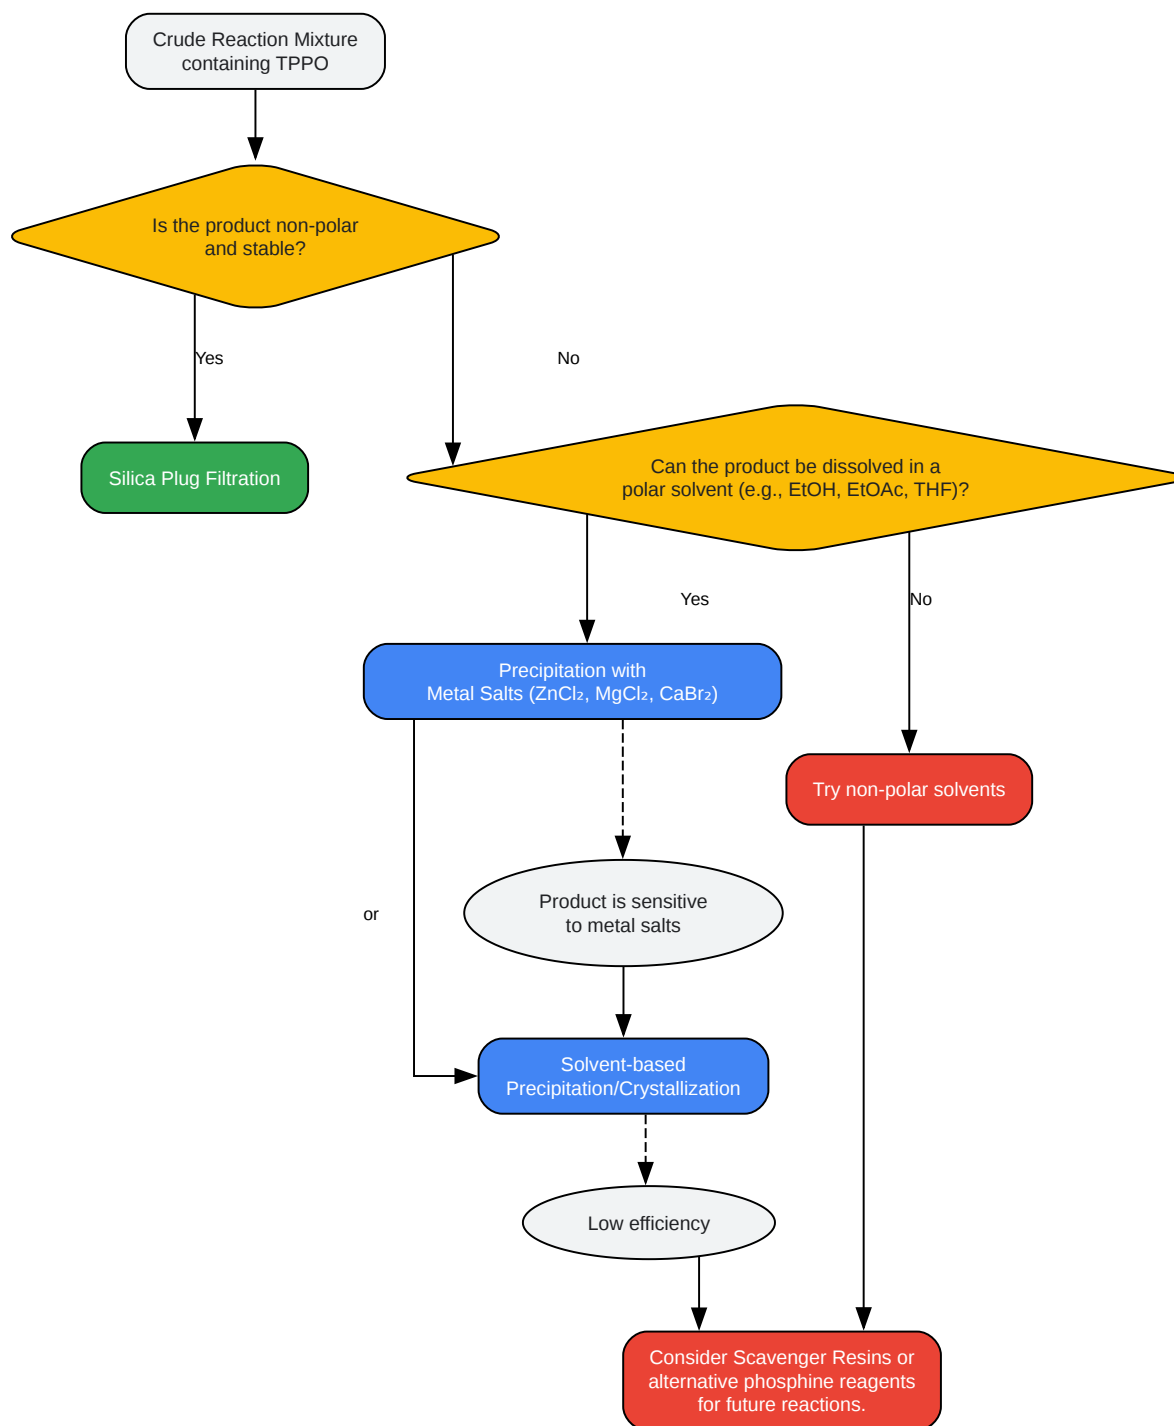 Crude Reaction Mixture
containing TPPO
Is the product non-polar
and stable?
Yes
No
Silica Plug Filtration
Can the product be dissolved in a
polar solvent (e.g., EtOH, EtOAc, THF)?
Yes
No
Precipitation with
Metal Salts (ZnCl₂, MgCl₂, CaBr₂)
Try non-polar solvents
or
Product is sensitive
to metal salts
Solvent-based
Precipitation/Crystallization
Low efficiency
Consider Scavenger Resins or
alternative phosphine reagents
for future reactions.